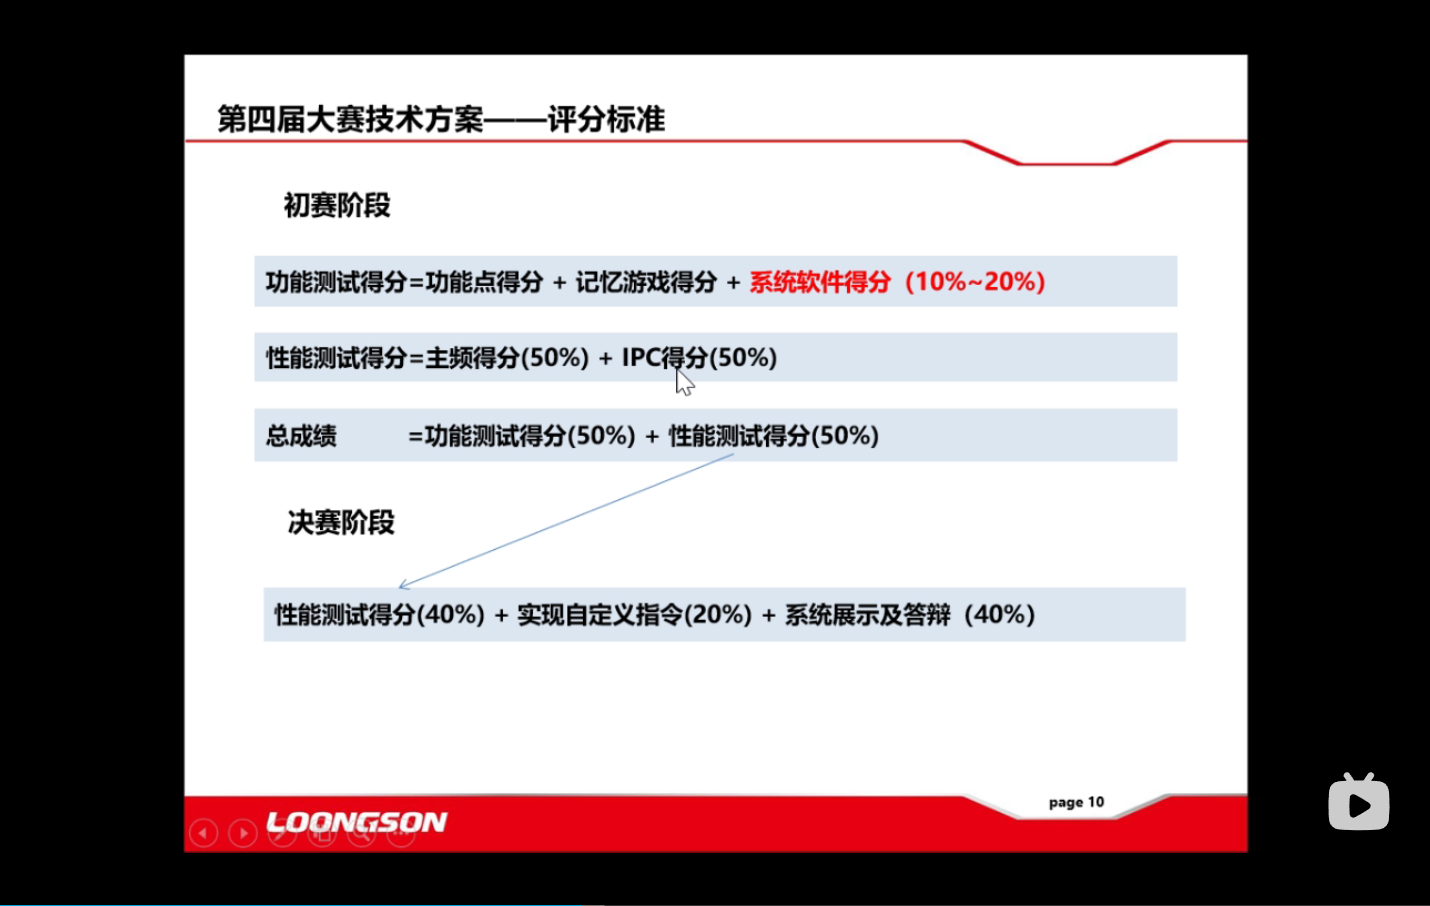 第四届大赛技术方案——评分标准
初赛阶段
功能测试得分=功能点得分 + 记忆游戏得分 + 系统软件得分（10%~20%）
性能测试得分=主频得分(50%) + IPC得分(50%)
总成绩 =功能测试得分(50%) + 性能测试得分(50%)
决赛阶段
性能测试得分(40%) + 实现自定义指令(20%) + 系统展示及答辩（40%）
page 10
LOONGSON